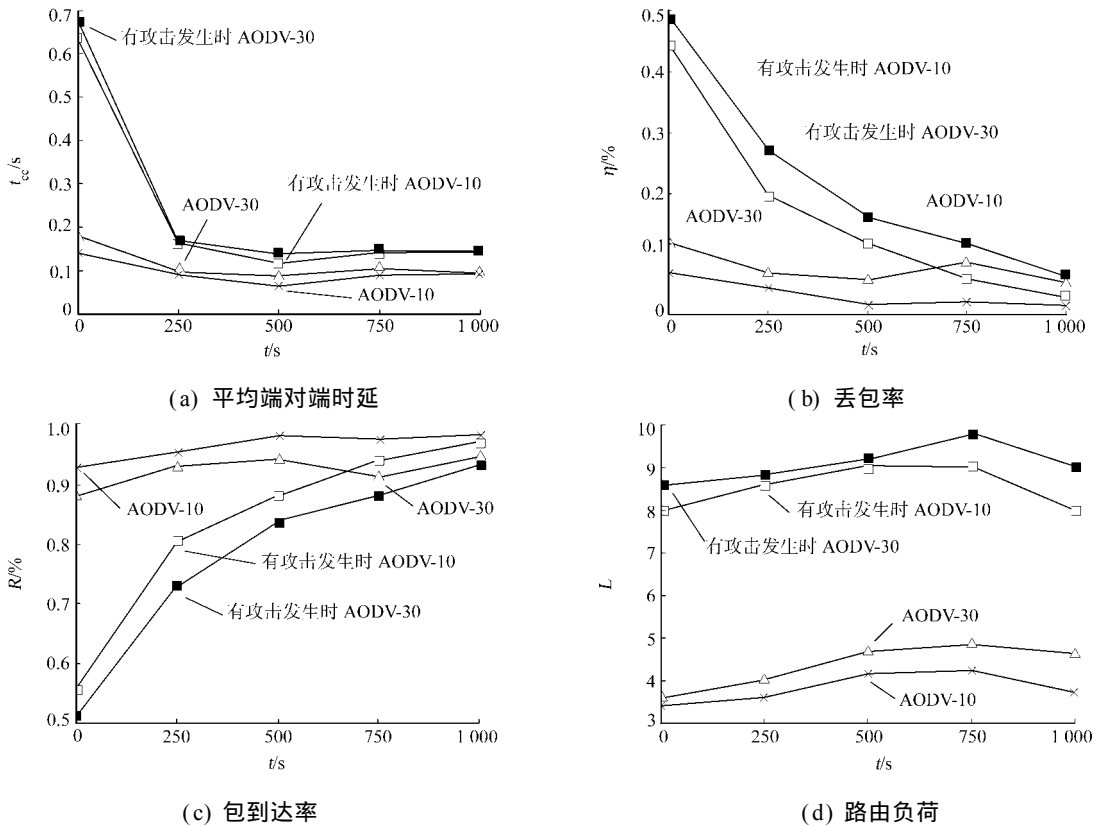 0.7
0.6
0.5
0.4
0.3
0.2
0.1
0
tcc/s
有攻击发生时 AODV-30
有攻击发生时 AODV-10
AODV-30
AODV-10
0 250 500 750 1 000
t/s
(a) 平均端对端时延
0.5
0.4
0.3
0.2
0.1
0
η/%
有攻击发生时 AODV-10
有攻击发生时 AODV-30
AODV-10
AODV-30
0 250 500 750 1 000
t/s
(b) 丢包率
1.0
0.9
0.8
0.7
0.6
0.5
R/%
AODV-10
AODV-30
有攻击发生时 AODV-10
有攻击发生时 AODV-30
0 250 500 750 1 000
t/s
(c) 包到达率
10
9
8
7
6
5
4
3
L
有攻击发生时 AODV-10
有攻击发生时 AODV-30
AODV-30
AODV-10
0 250 500 750 1 000
t/s
(d) 路由负荷